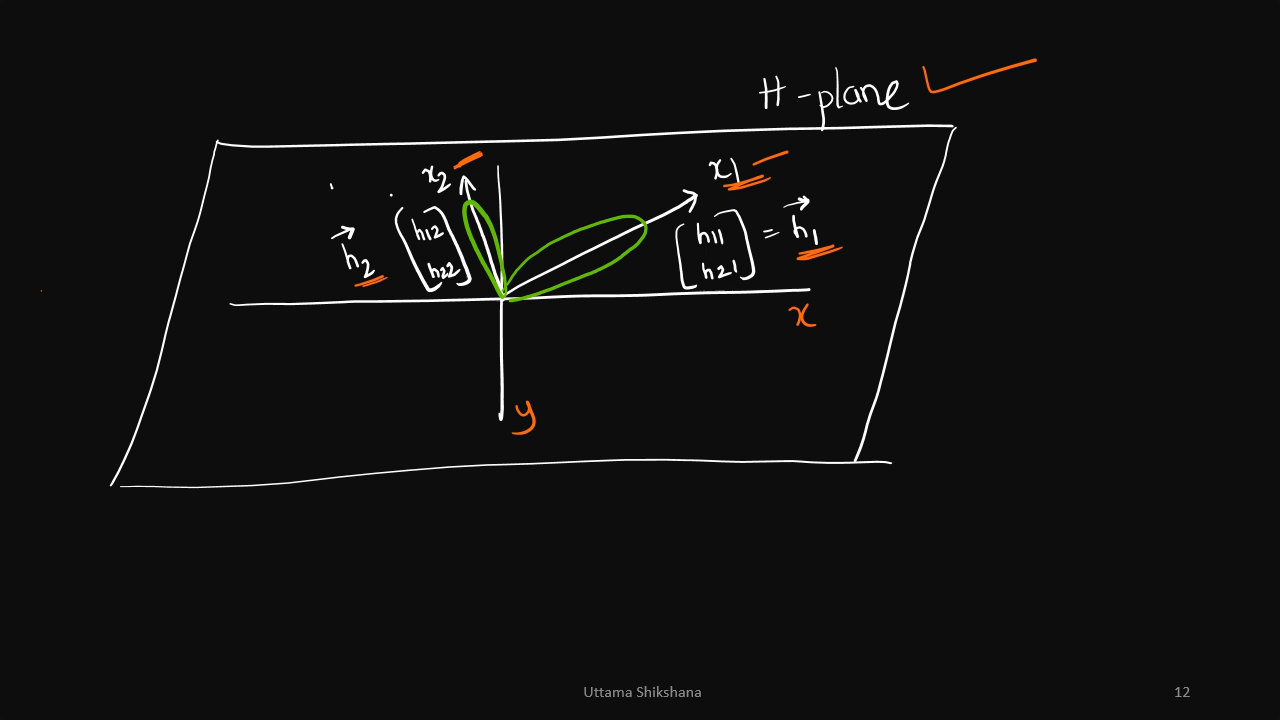 H-plane
x2
x1
h2
h12
h22
h11
h21
= h1
x
y
Uttama Shikshana
12